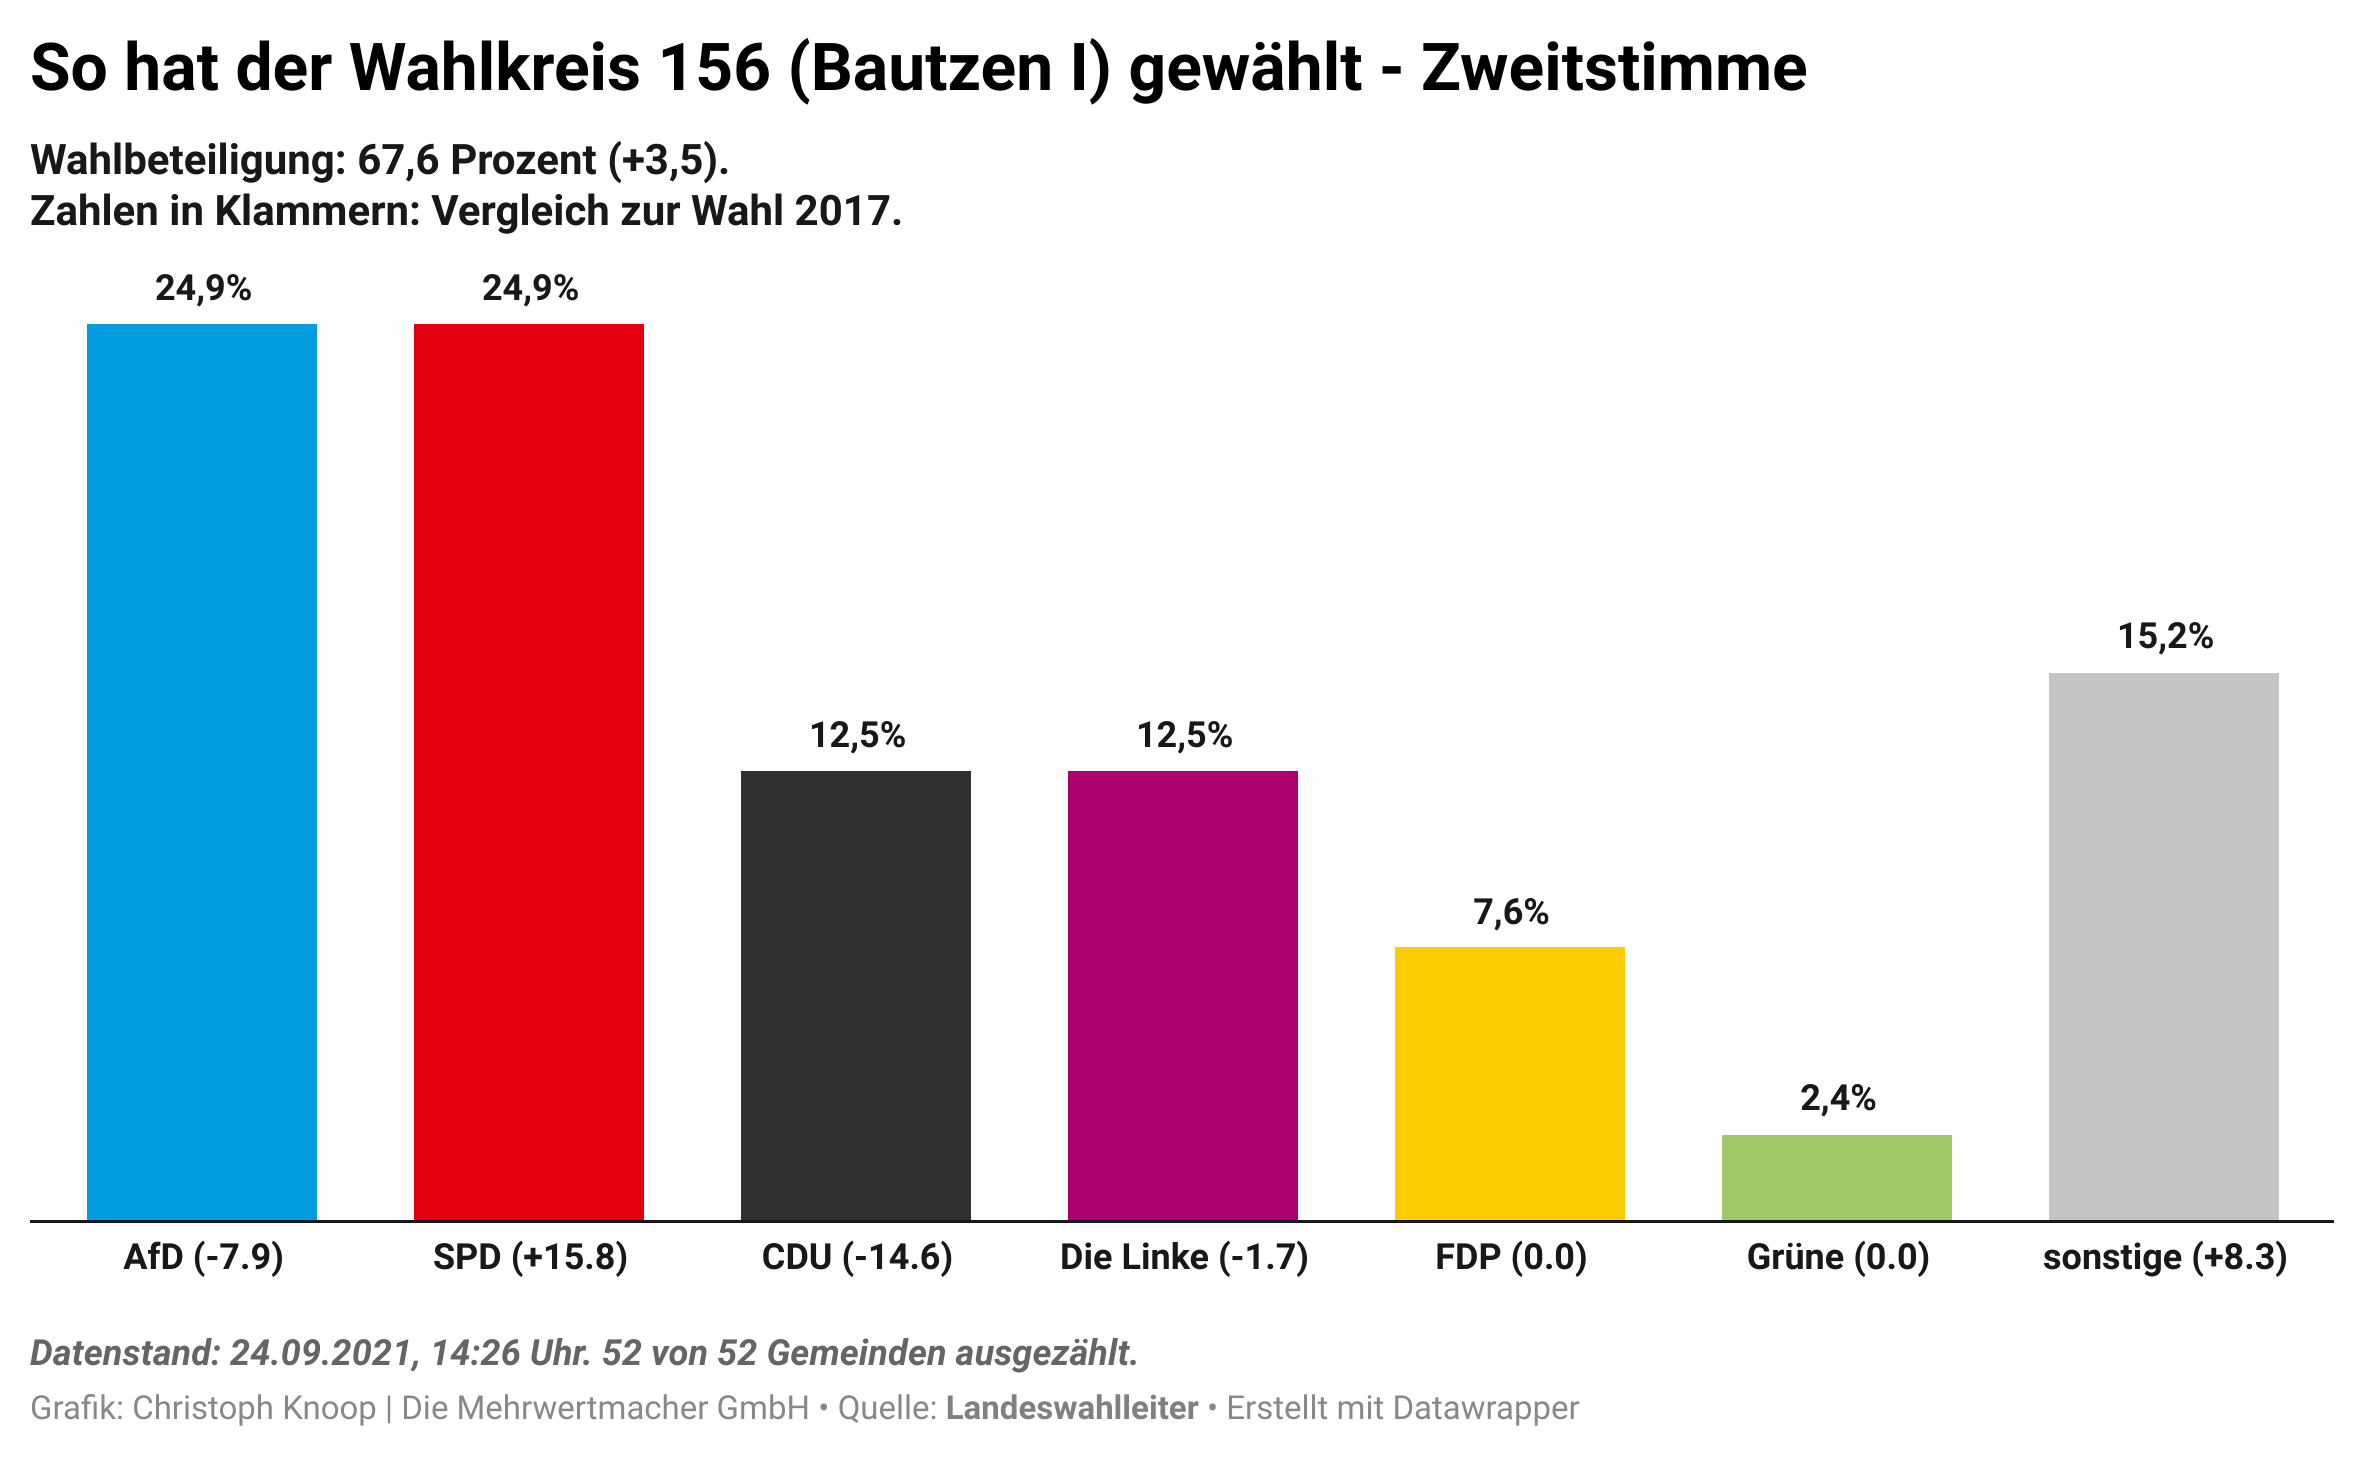 So hat der Wahlkreis 156 (Bautzen I) gewählt - Zweitstimme
Wahlbeteiligung: 67,6 Prozent (+3,5).
Zahlen in Klammern: Vergleich zur Wahl 2017.
24,9%
24,9%
12,5%
12,5%
7,6%
2,4%
15,2%
AfD (-7.9)
SPD (+15.8)
CDU (-14.6)
Die Linke (-1.7)
FDP (0.0)
Grüne (0.0)
sonstige (+8.3)
Datenstand: 24.09.2021, 14:26 Uhr. 52 von 52 Gemeinden ausgezählt.
Grafik: Christoph Knoop | Die Mehrwertmacher GmbH • Quelle: Landeswahlleiter • Erstellt mit Datawrapper